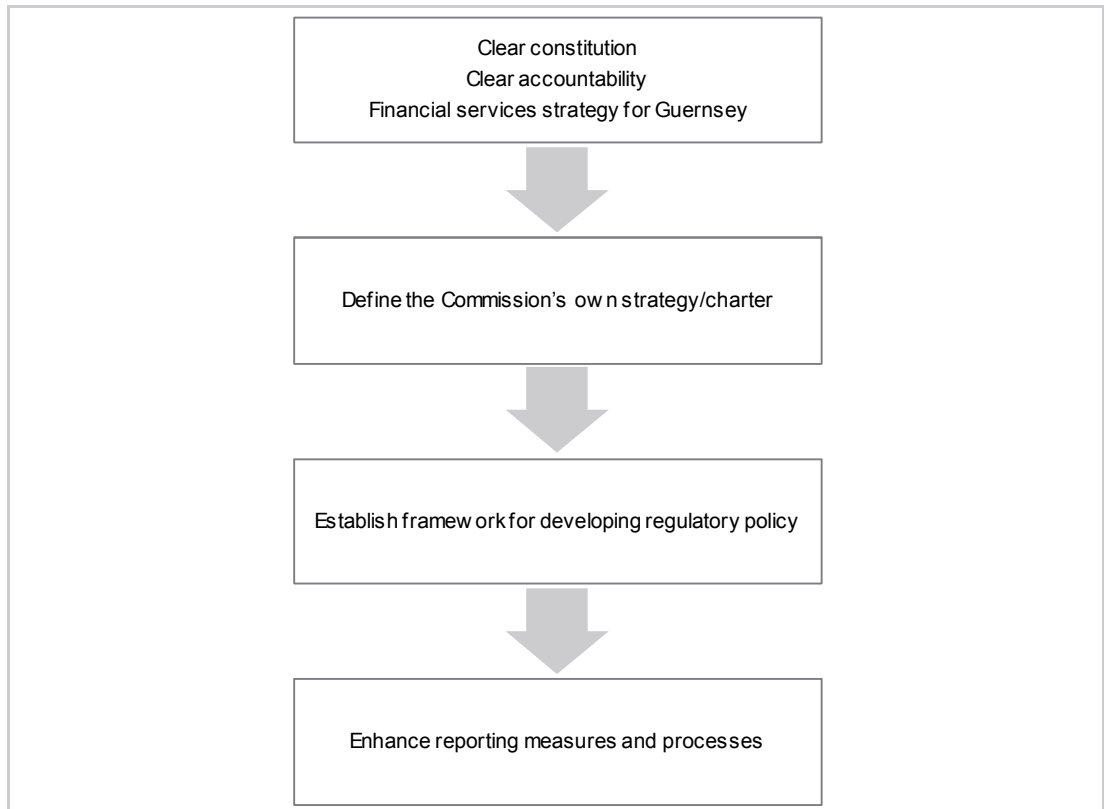 Clear constitution
Clear accountability
Financial services strategy for Guernsey
Define the Commission's own strategy/charter
Establish framework for developing regulatory policy
Enhance reporting measures and processes